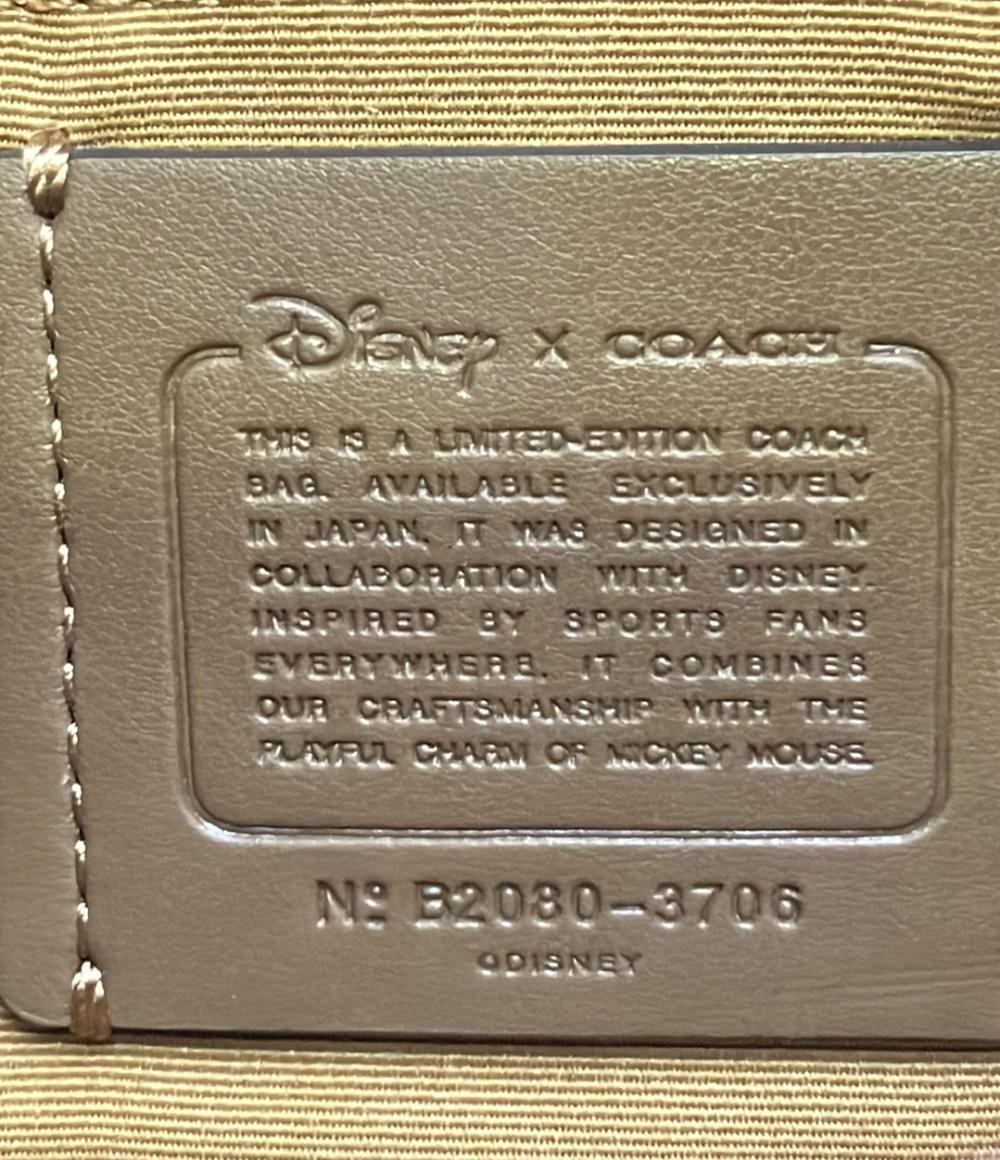 Disney X COACH
THIS IS A LIMITED-EDITION COACH
BAG. AVAILABLE EXCLUSIVELY
IN JAPAN, IT WAS DESIGNED IN
COLLABORATION WITH DISNEY.
INSPIRED BY SPORTS FANS
EVERYWHERE, IT COMBINES
OUR CRAFTSMANSHIP WITH THE
PLAYFUL CHARM OF MICKEY MOUSE.
Nº B2080-3706
©DISNEY